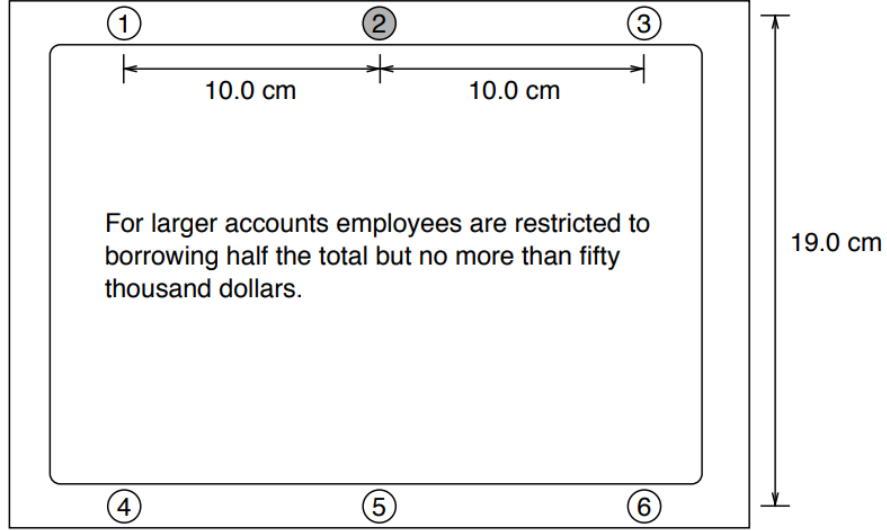 1 2 3
10.0 cm 10.0 cm
For larger accounts employees are restricted to
borrowing half the total but no more than fifty
thousand dollars.
19.0 cm
4 5 6